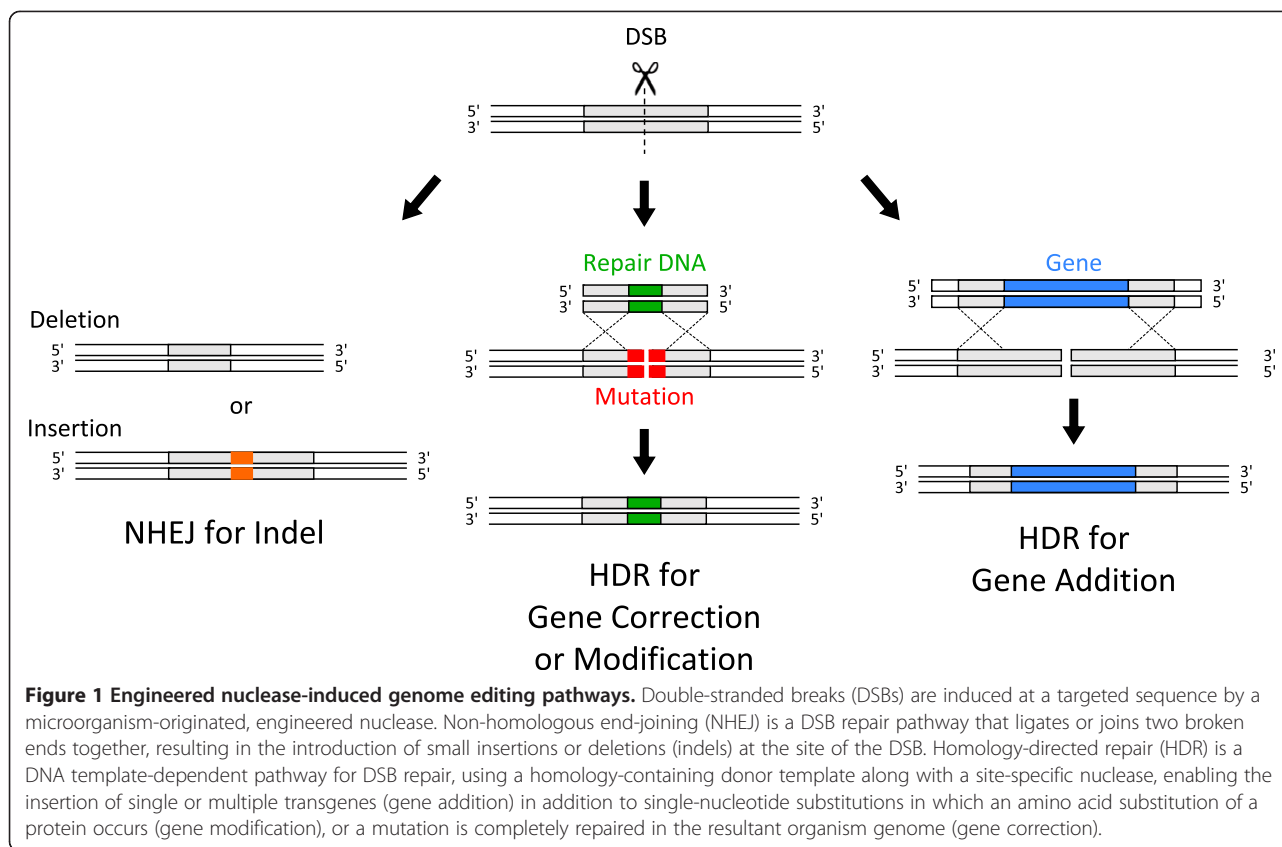 DSB
5' 3'
3' 5'
Repair DNA
5' 3'
3' 5'
5' 3'
3' 5'
Mutation
5' 3'
3' 5'
Gene
5' 3'
3' 5'
5' 3'
3' 5'
5' 3'
3' 5'
Deletion
5' 3'
3' 5'
or
Insertion
5' 3'
3' 5'
NHEJ for Indel
HDR for
Gene Correction
or Modification
HDR for
Gene Addition
Figure 1 Engineered nuclease-induced genome editing pathways. Double-stranded breaks (DSBs) are induced at a targeted sequence by a
microorganism-originated, engineered nuclease. Non-homologous end-joining (NHEJ) is a DSB repair pathway that ligates or joins two broken
ends together, resulting in the introduction of small insertions or deletions (indels) at the site of the DSB. Homology-directed repair (HDR) is a
DNA template-dependent pathway for DSB repair, using a homology-containing donor template along with a site-specific nuclease, enabling the
insertion of single or multiple transgenes (gene addition) in addition to single-nucleotide substitutions in which an amino acid substitution of a
protein occurs (gene modification), or a mutation is completely repaired in the resultant organism genome (gene correction).